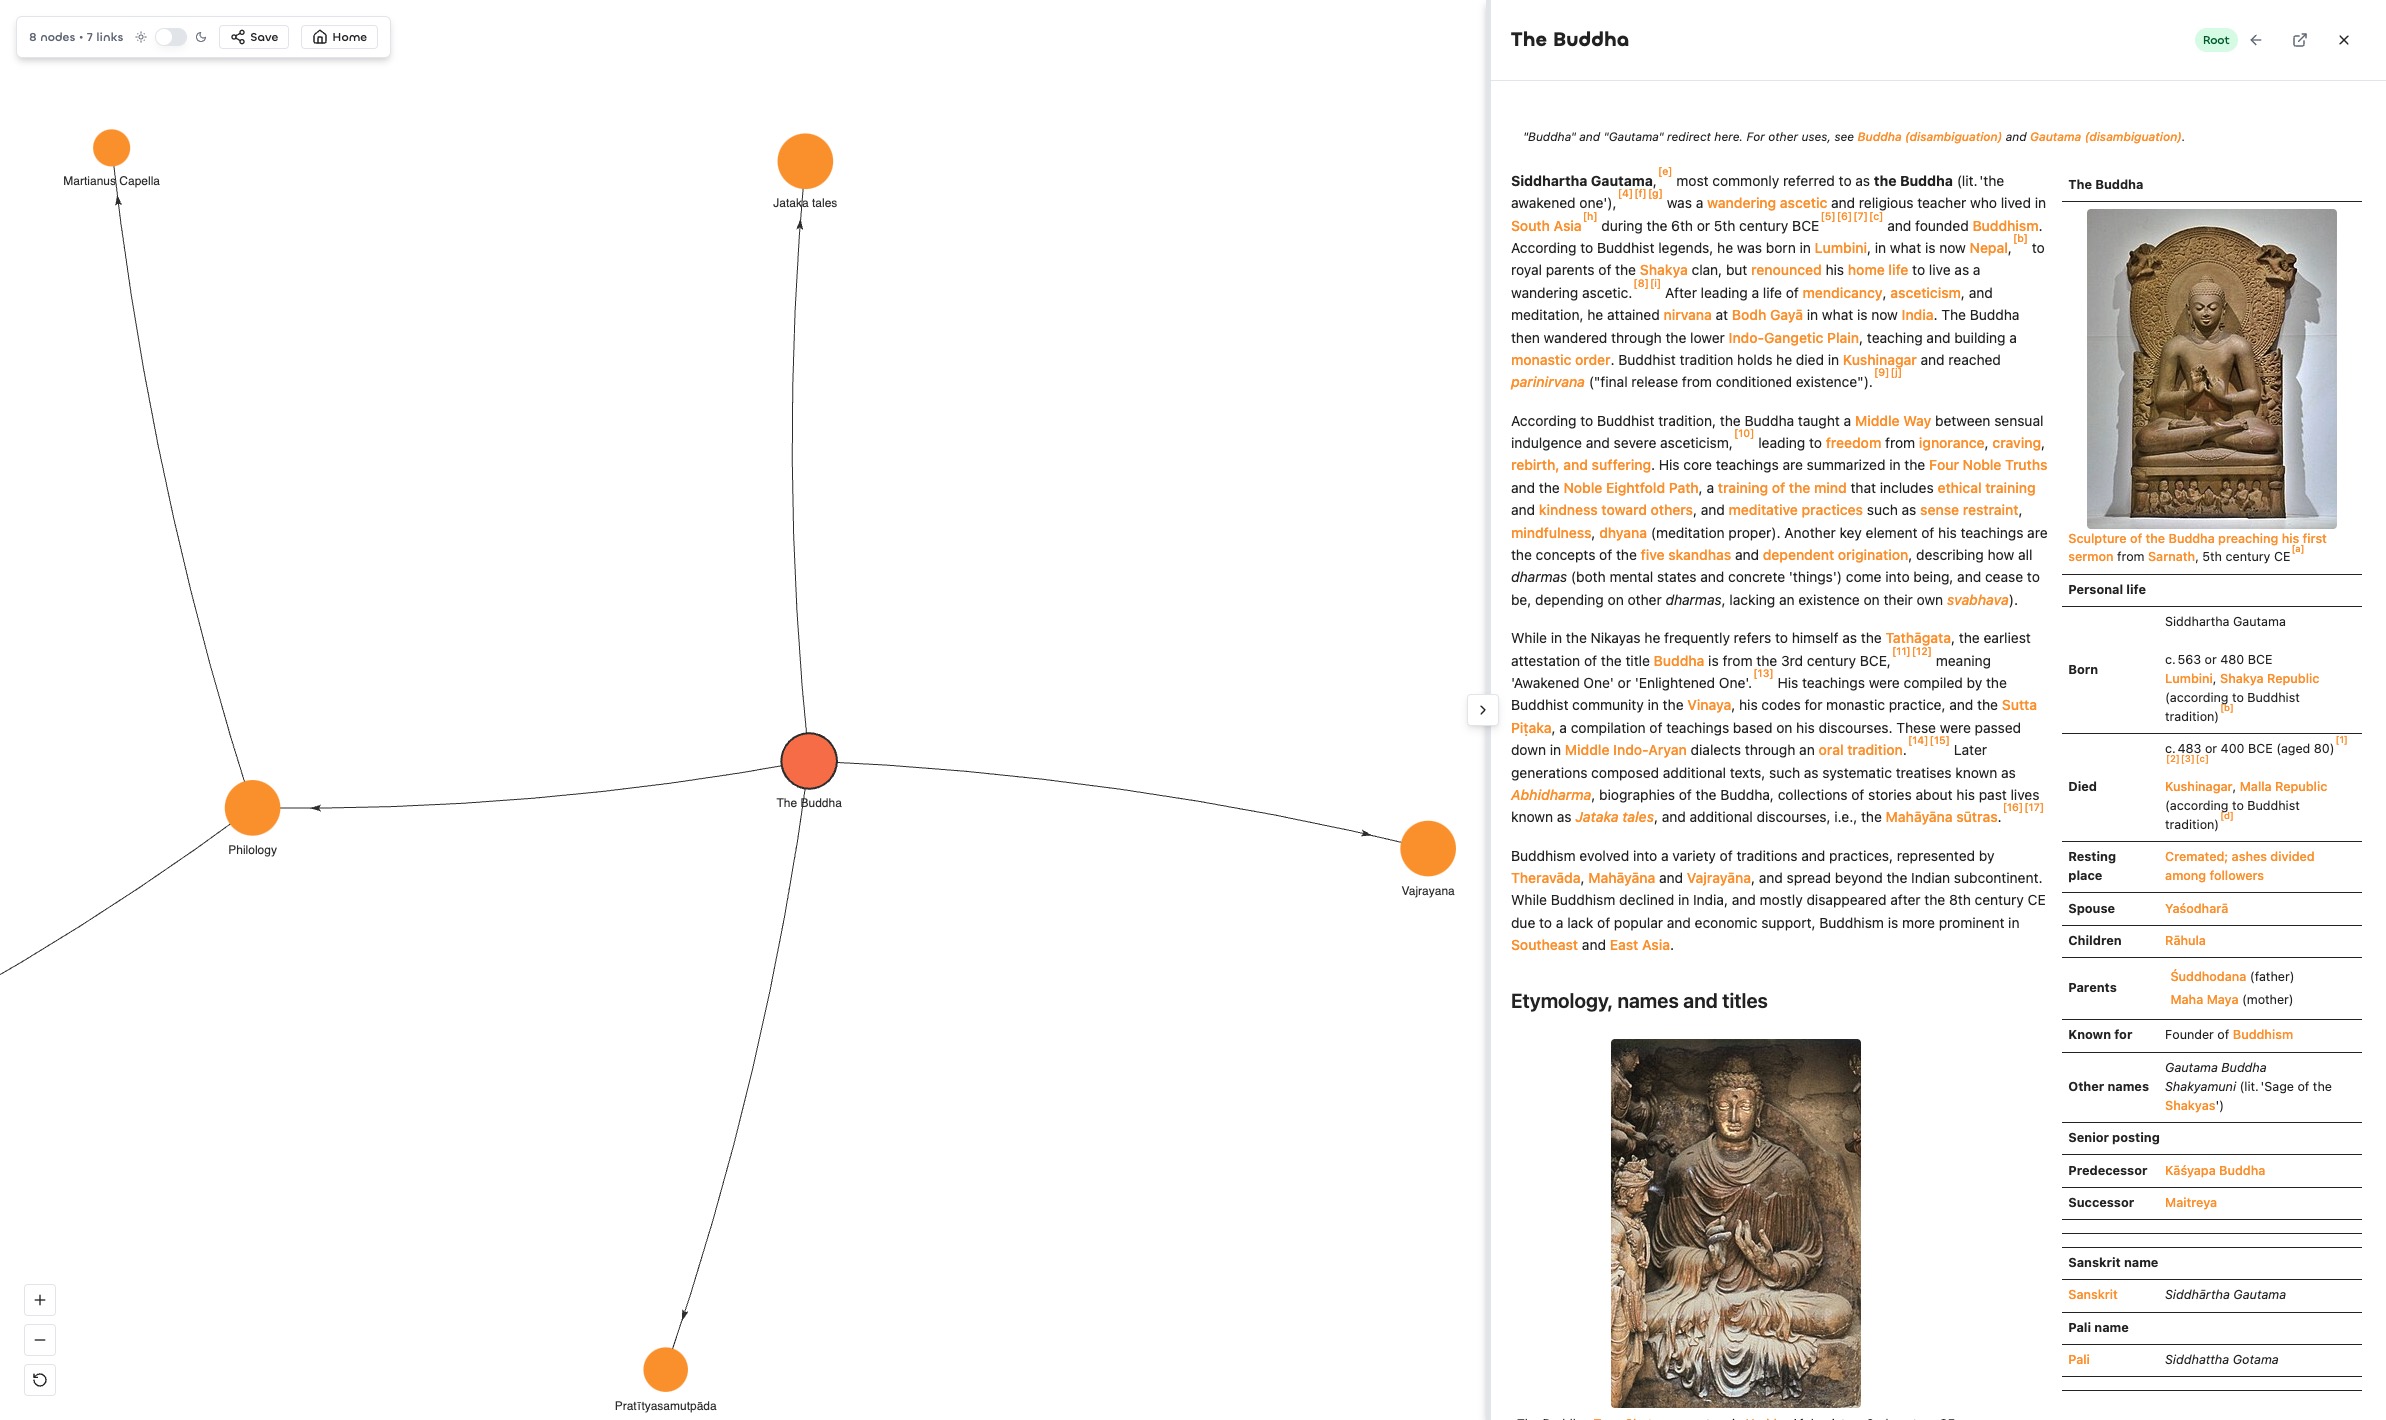 8 nodes • 7 links
Save
Home
Martianus Capella
Jataka tales
The Buddha
Philology
Vajrayana
Pratītyasamutpāda
The Buddha
Root
"Buddha" and "Gautama" redirect here. For other uses, see Buddha (disambiguation) and Gautama (disambiguation).
Siddhartha Gautama,[e] most commonly referred to as the Buddha (lit. 'the
awakened one'),[4][f][g] was a wandering ascetic and religious teacher who lived in
South Asia[h] during the 6th or 5th century BCE[5][6][7][c] and founded Buddhism.
According to Buddhist legends, he was born in Lumbini, in what is now Nepal,[b] to
royal parents of the Shakya clan, but renounced his home life to live as a
wandering ascetic.[8][i] After leading a life of mendicancy, asceticism, and
meditation, he attained nirvana at Bodh Gayā in what is now India. The Buddha
then wandered through the lower Indo-Gangetic Plain, teaching and building a
monastic order. Buddhist tradition holds he died in Kushinagar and reached
parinirvana ("final release from conditioned existence").[9][j]
According to Buddhist tradition, the Buddha taught a Middle Way between sensual
indulgence and severe asceticism,[10] leading to freedom from ignorance, craving,
rebirth, and suffering. His core teachings are summarized in the Four Noble Truths
and the Noble Eightfold Path, a training of the mind that includes ethical training
and kindness toward others, and meditative practices such as sense restraint,
mindfulness, dhyana (meditation proper). Another key element of his teachings are
the concepts of the five skandhas and dependent origination, describing how all
dharmas (both mental states and concrete 'things') come into being, and cease to
be, depending on other dharmas, lacking an existence on their own svabhava).
While in the Nikayas he frequently refers to himself as the Tathāgata, the earliest
attestation of the title Buddha is from the 3rd century BCE,[11][12] meaning
'Awakened One' or 'Enlightened One'.[13] His teachings were compiled by the
Buddhist community in the Vinaya, his codes for monastic practice, and the Sutta
Piṭaka, a compilation of teachings based on his discourses. These were passed
down in Middle Indo-Aryan dialects through an oral tradition.[14][15] Later
generations composed additional texts, such as systematic treatises known as
Abhidharma, biographies of the Buddha, collections of stories about his past lives
known as Jataka tales, and additional discourses, i.e., the Mahāyāna sūtras.[16][17]
Buddhism evolved into a variety of traditions and practices, represented by
Theravāda, Mahāyāna and Vajrayāna, and spread beyond the Indian subcontinent.
While Buddhism declined in India, and mostly disappeared after the 8th century CE
due to a lack of popular and economic support, Buddhism is more prominent in
Southeast and East Asia.
Etymology, names and titles
The Buddha
Sculpture of the Buddha preaching his first
sermon from Sarnath, 5th century CE[a]
Personal life
Born
Siddhartha Gautama
c. 563 or 480 BCE
Lumbini, Shakya Republic
(according to Buddhist
tradition)[b]
Died
c. 483 or 400 BCE (aged 80)[1]
[2][3][c]
Kushinagar, Malla Republic
(according to Buddhist
tradition)[d]
Resting
place
Cremated; ashes divided
among followers
Spouse
Yaśodharā
Children
Rāhula
Parents
Śuddhodana (father)
Maha Maya (mother)
Known for
Founder of Buddhism
Other names
Gautama Buddha
Shakyamuni (lit. 'Sage of the
Shakyas')
Senior posting
Predecessor
Kāśyapa Buddha
Successor
Maitreya
Sanskrit name
Sanskrit
Siddhārtha Gautama
Pali name
Pali
Siddhattha Gotama